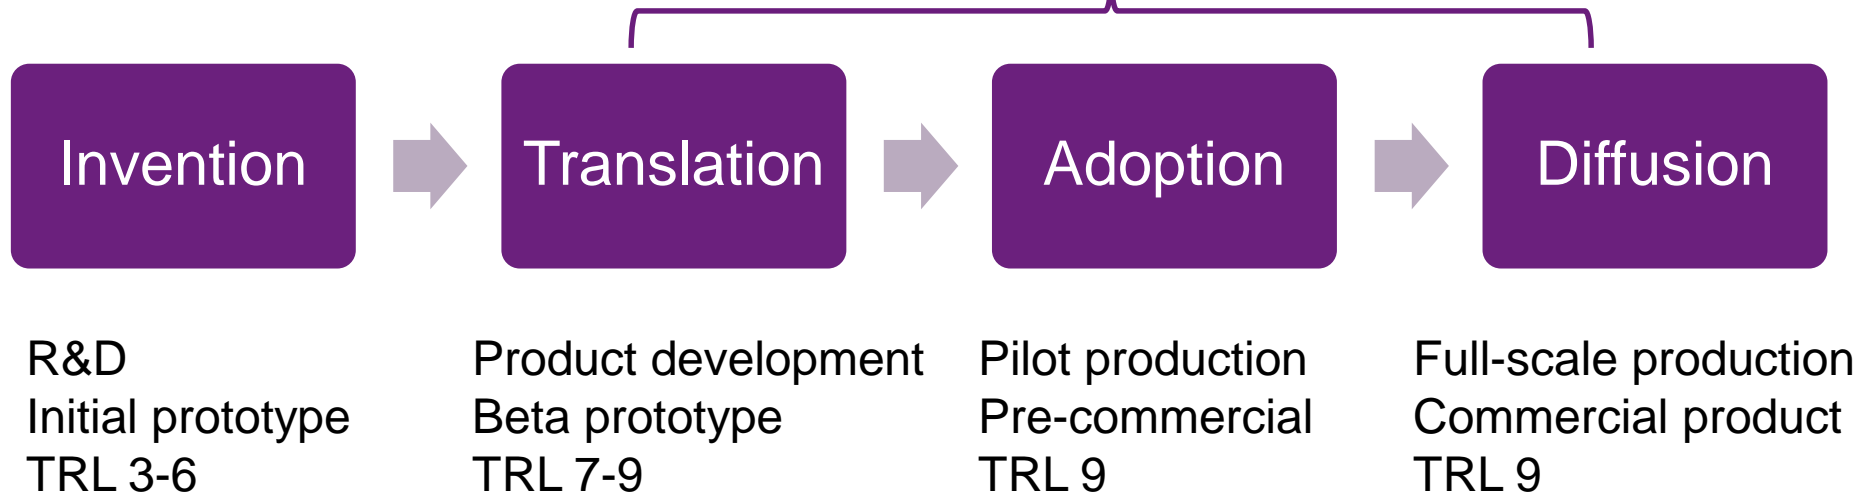 Invention
Translation
Adoption
Diffusion
R&D
Initial prototype
TRL 3-6
Product development
Beta prototype
TRL 7-9
Pilot production
Pre-commercial
TRL 9
Full-scale production
Commercial product
TRL 9